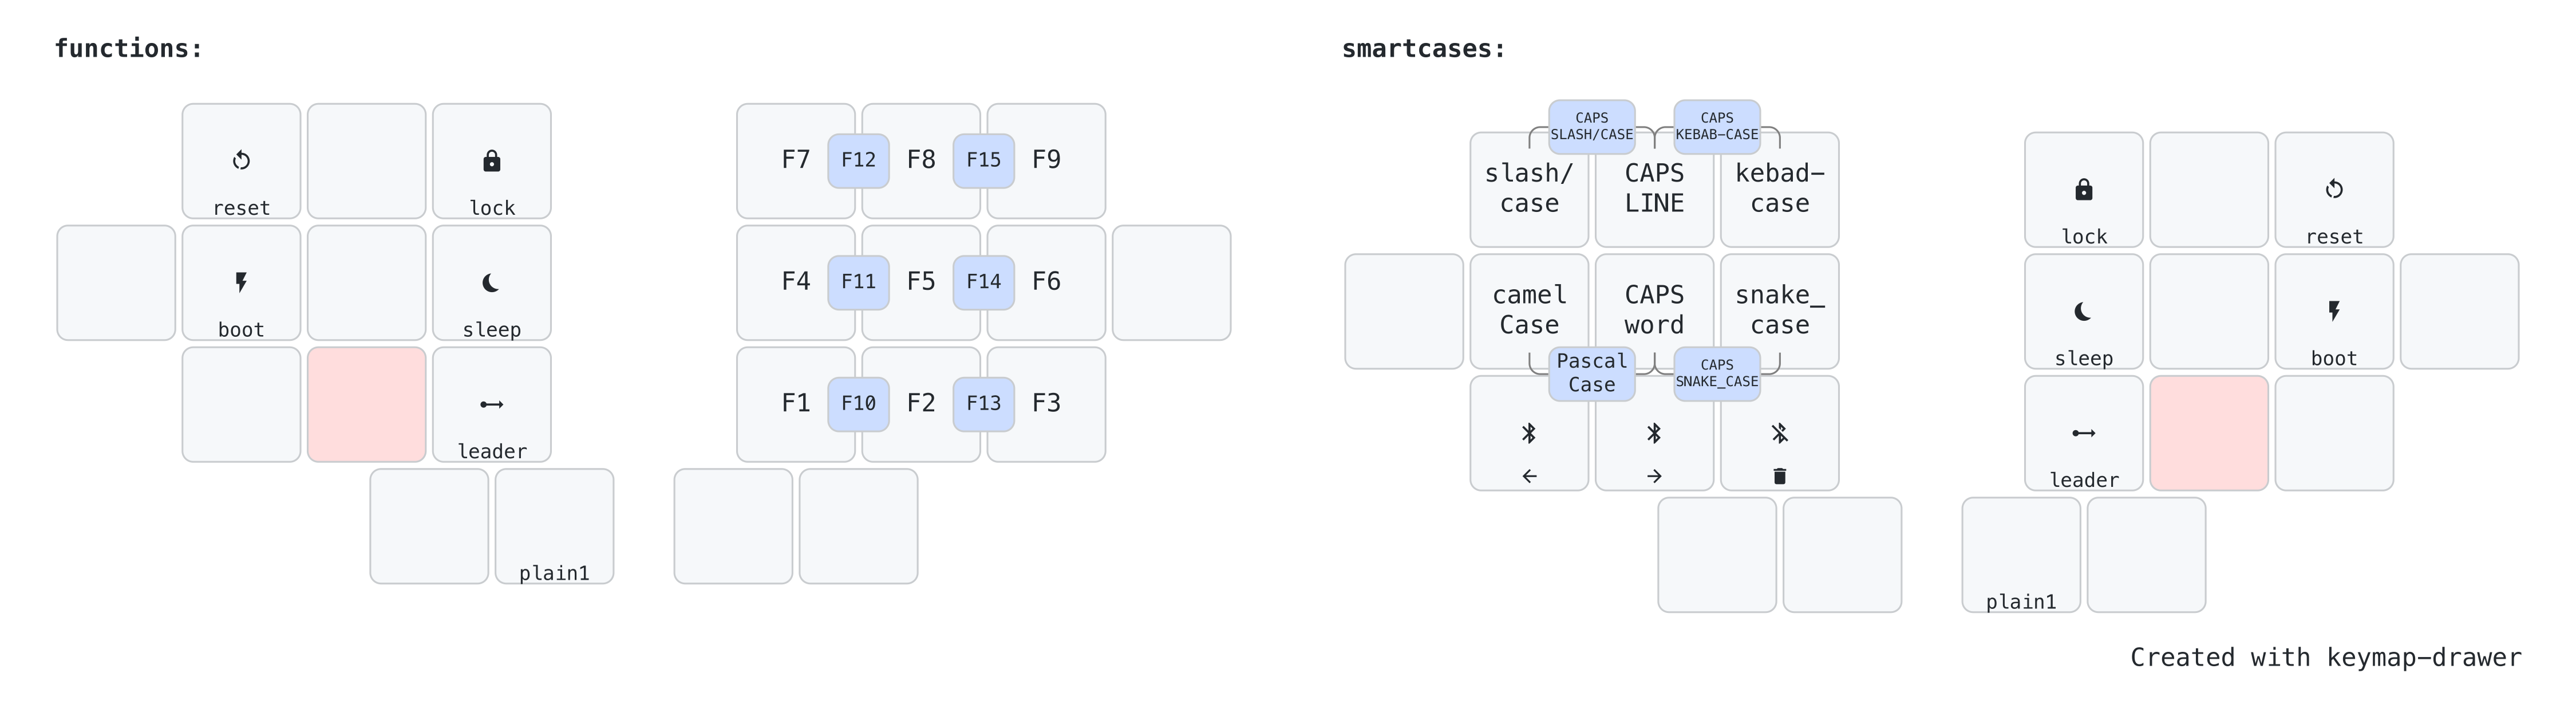 functions:
reset
lock
boot
sleep
leader
plain1
F7 F12 F8 F15 F9
F4 F11 F5 F14 F6
F1 F10 F2 F13 F3
smartcases:
CAPS
SLASH/CASE
CAPS
KEBAB-CASE
slash/
case
CAPS
LINE
kebad-
case
camel
Case
CAPS
word
snake_
case
Pascal
Case
CAPS
SNAKE_CASE
lock
reset
sleep
boot
leader
plain1
Created with keymap-drawer